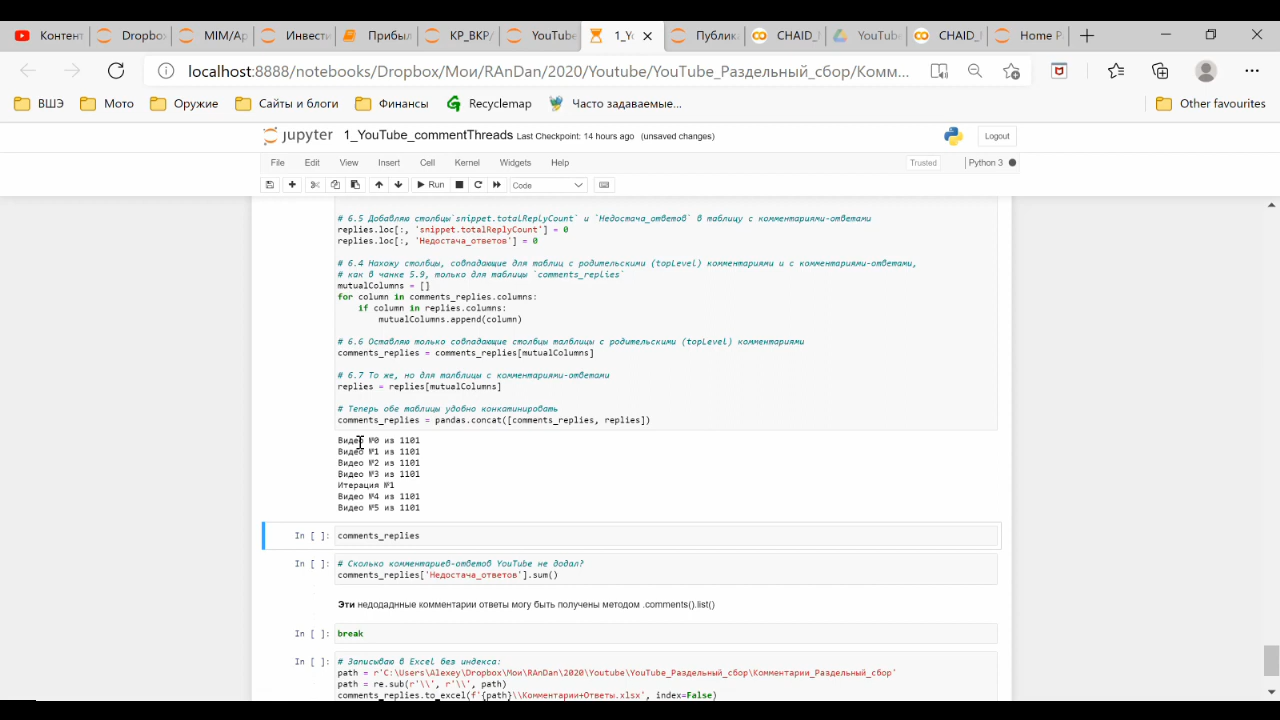 Контент
Dropbo
MIM/Ap
Инвести
Прибыл
КР_ВКР/
YouTube
1_Yo
Публик
CHAID_
YouTub
CHAID_
Home P
localhost:8888/notebooks/Dropbox/Мои/RAnDan/2020/Youtube/YouTube_Раздельный_сбор/Комм...
ВШЭ
Мото
Оружие
Сайты и блоги
Финансы
Recyclemap
Часто задаваемые...
Other favourites
jupyter 1_YouTube_commentThreads Last Checkpoint: 14 hours ago (unsaved changes)
Logout
File Edit View Insert Cell Kernel Widgets Help
Trusted
Python 3
Run
Code
# 6.5 Добавляю столбцы`snippet.totalReplyCount` и `Недостача_ответов` в таблицу с комментариями-ответами
replies.loc[:, 'snippet.totalReplyCount'] = 0
replies.loc[:, 'Недостача_ответов'] = 0
# 6.4 Нахожу столбцы, совпадающие для таблиц с родительскими (topLevel) комментариями и с комментариями-ответами,
# как в чанке 5.9, только для таблицы `comments_replies`
mutualColumns = []
for column in comments_replies.columns:
if column in replies.columns:
mutualColumns.append(column)
# 6.6 Оставляю только совпадающие столбцы талблицы с родительскими (topLevel) комментариями
comments_replies = comments_replies[mutualColumns]
# 6.7 То же, но для талблицы с комментариями-ответами
replies = replies[mutualColumns]
# Теперь обе таблицы удобно конкатинировать
comments_replies = pandas.concat([comments_replies, replies])
Видео №0 из 1101
Видео №1 из 1101
Видео №2 из 1101
Видео №3 из 1101
Итерация №1
Видео №4 из 1101
Видео №5 из 1101
In [ ]: comments_replies
In [ ]: # Сколько комментариев-ответов YouTube не додал?
comments_replies['Недостача_ответов'].sum()
Эти недодаднные комментарии ответы могу быть получены методом .comments().list()
In [ ]: break
In [ ]: # Записываю в Excel без индекса:
path = r'C:\Users\Alexey\Dropbox\Мои\RAnDan\2020\Youtube\YouTube_Раздельный_сбор\Комментарии_Раздельный_сбор'
path = re.sub(r'\\', r'\\', path)
comments_replies.to_excel(f'{path}\\Комментарии+Ответы.xlsx', index=False)